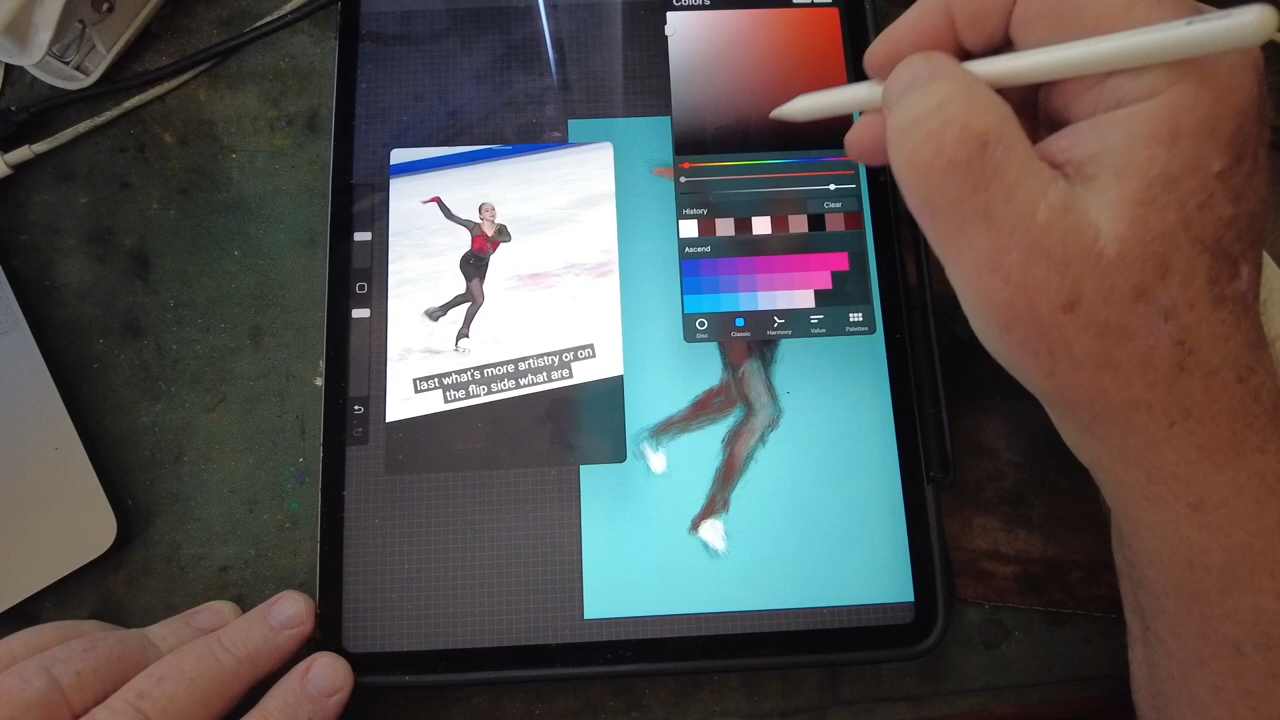 Colors
History
Clear
Ascend
Disc
Classic
Harmony
Value
Palettes
last what's more artistry or on
the flip side what are